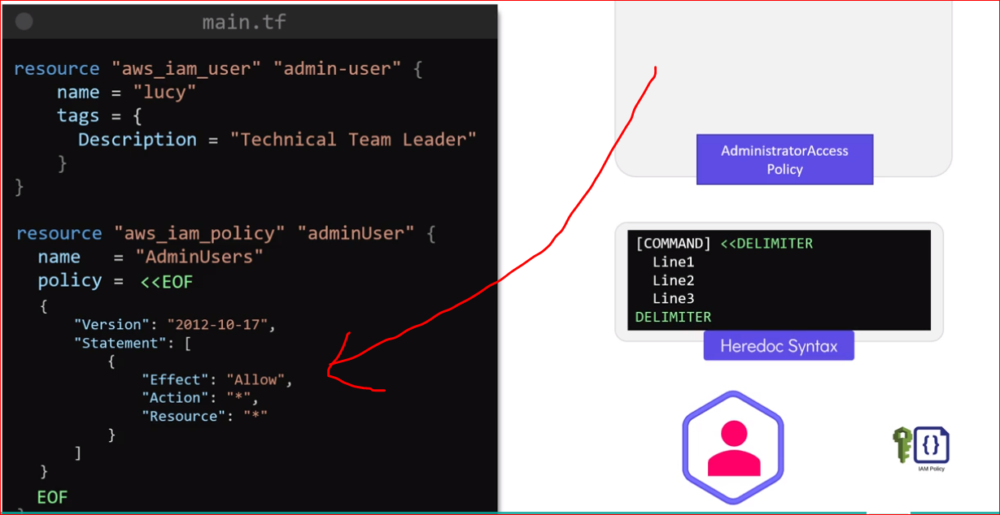 main.tf
resource "aws_iam_user" "admin-user" {
name = "lucy"
tags = {
Description = "Technical Team Leader"
}
}
resource "aws_iam_policy" "adminUser" {
name = "AdminUsers"
policy = <<EOF
{
"Version": "2012-10-17",
"Statement": [
{
"Effect": "Allow",
"Action": "*",
"Resource": "*"
}
]
}
EOF
}
AdministratorAccess
Policy
[COMMAND] <<DELIMITER
Line1
Line2
Line3
DELIMITER
Heredoc Syntax
{}
IAM Policy